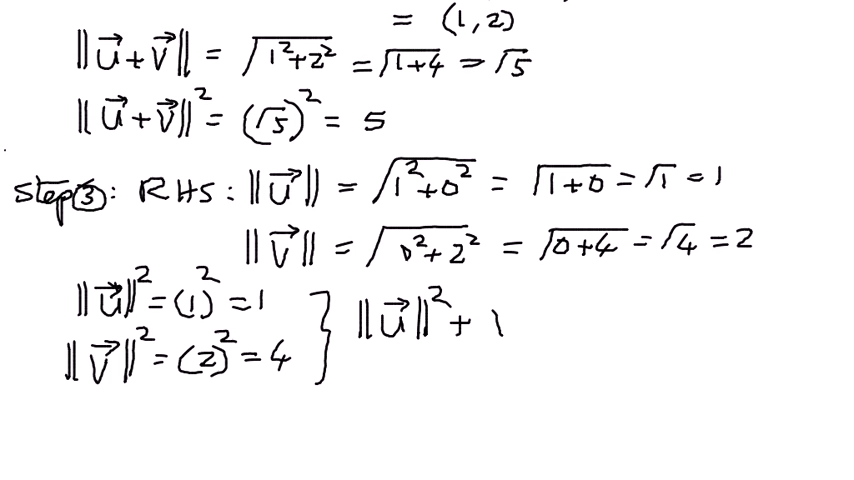 = (1,2)
‖u⃗+v⃗‖ = √1²+2² = √1+4 = √5
‖u⃗+v⃗‖² = (√5)² = 5
Step③: RHS: ‖u⃗‖ = √1²+0² = √1+0 = √1 = 1
‖v⃗‖ = √0²+2² = √0+4 = √4 = 2
‖u⃗‖² = (1)² = 1 } ‖u⃗‖² +
‖v⃗‖² = (2)² = 4